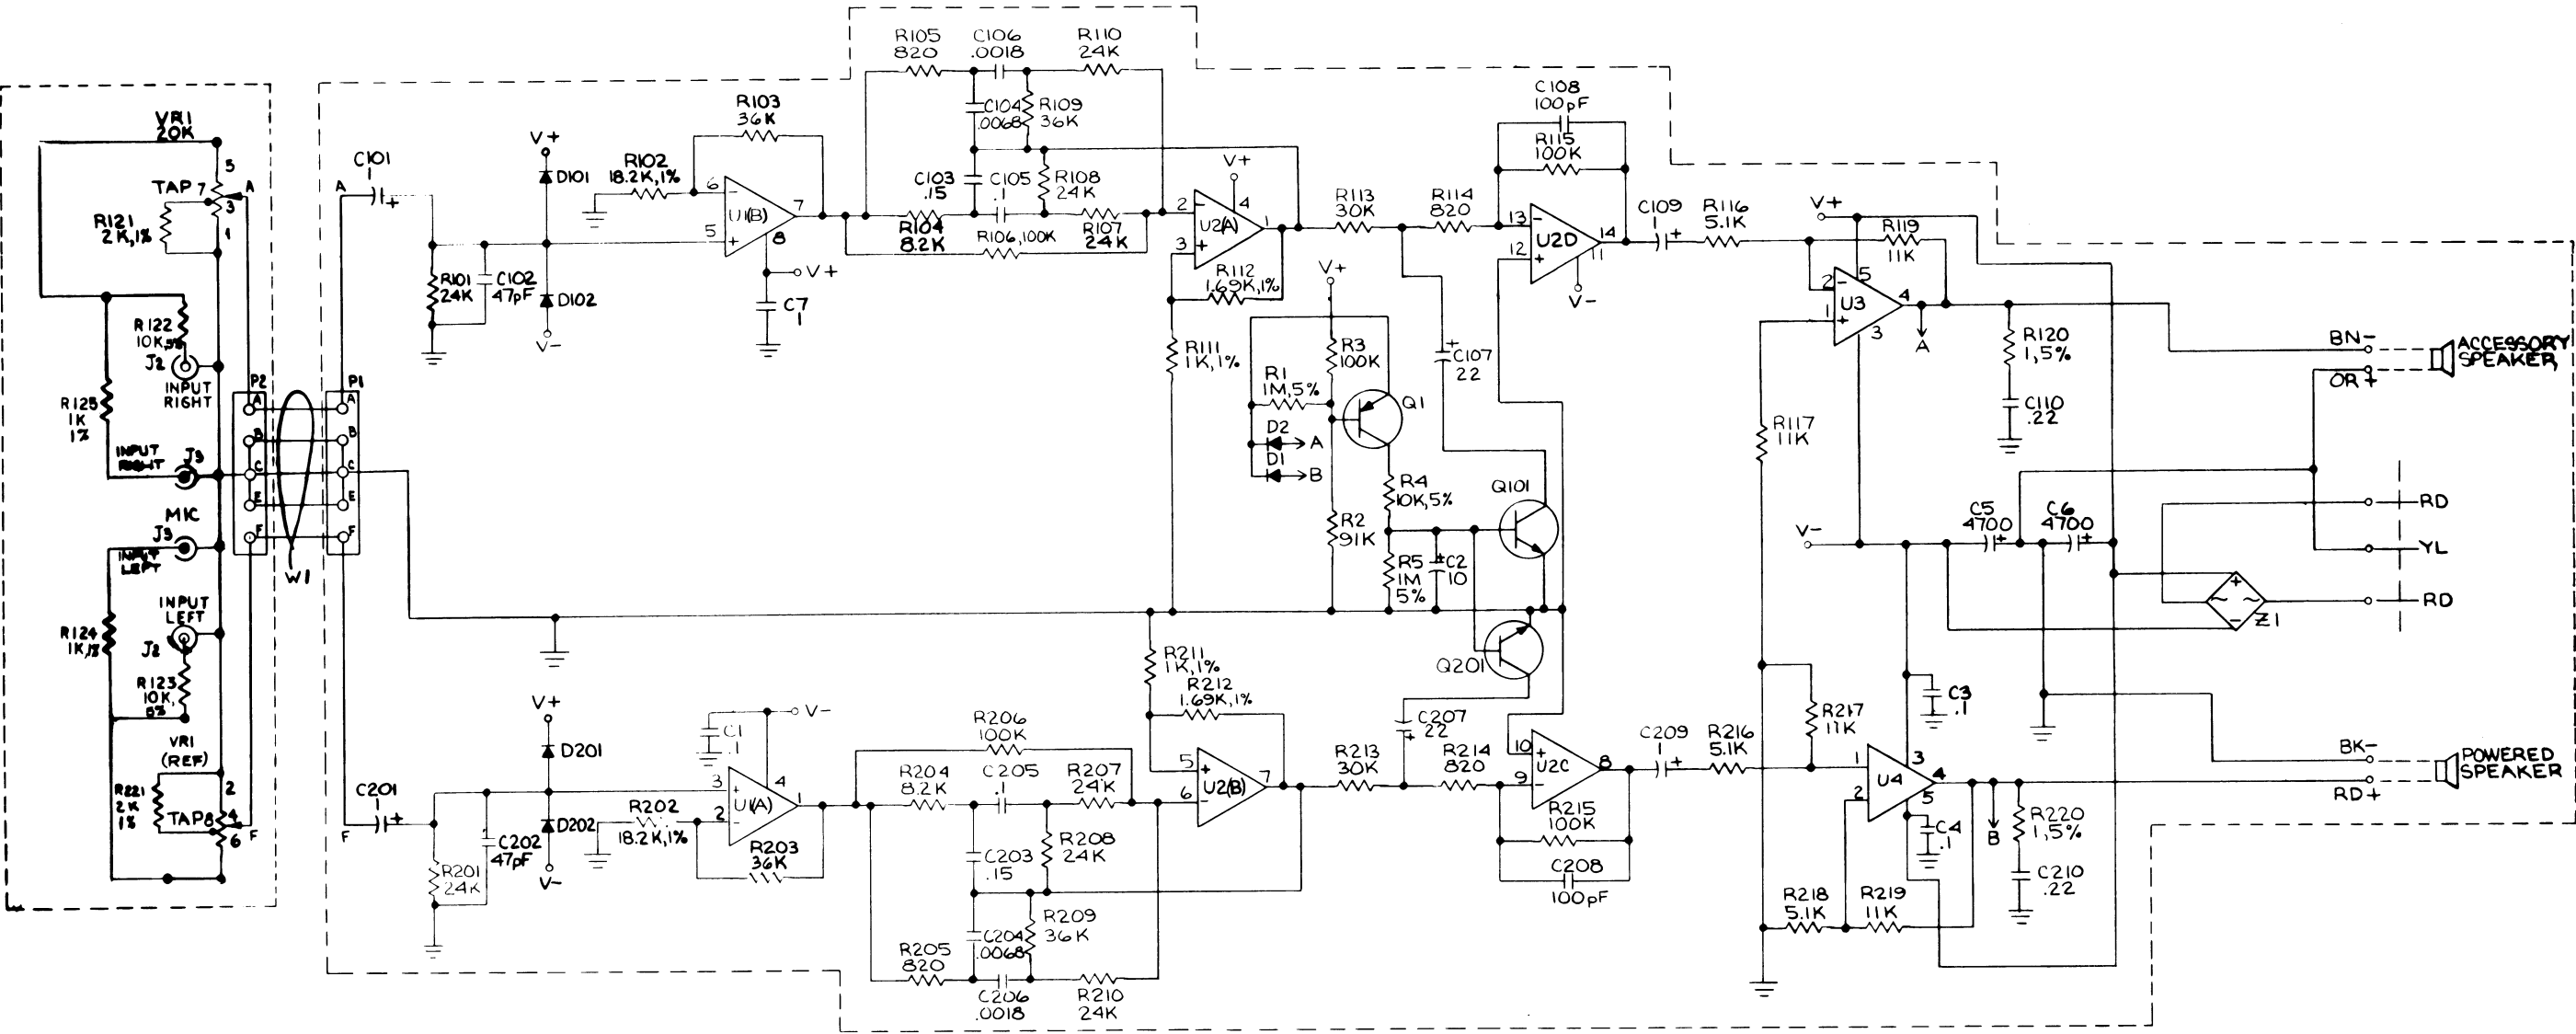 VR1
20K
5
TAP 7
A
3
1
R121
2K,1%
R122
10K,5%
J2
INPUT
RIGHT
R125
1K
1%
INPUT
RIGHT
J3
MIC
J3
INPUT
LEFT
INPUT
LEFT
J2
R124
1K,1%
R123
10K,
5%
VR1
(REF)
R221
2K
1%
2
4
TAP8
6
F
P2
A
B
C
E
F
W1
P1
A
B
C
E
F
A
C101
1
+
R101
24K
C102
47pF
V+
D101
D102
V-
R102
18.2K,1%
R103
36K
6
-
U1(B)
7
5
+
8
V+
C7
1
R105
820
C106
.0018
R110
24K
C104
.0068
R109
36K
C103
.15
C105
.1
R108
24K
R104
8.2K
R107
24K
R106,100K
V+
2
-
4
U2(A)
1
3
+
R112
1.69K,1%
R111
1K,1%
R113
30K
R114
820
C108
100pF
R115
100K
13
-
U2D
14
12
+
11
V-
C109
1
+
R116
5.1K
V+
R119
11K
2
-
5
U3
4
1
+
3
A
R117
11K
R120
1,5%
C110
.22
BN-
OR+
ACCESSORY
SPEAKER
V+
R3
100K
R1
1M,5%
D2
A
D1
B
Q1
R4
10K,5%
R2
91K
R5
1M
5%
+
C2
10
+
C107
22
Q101
Q201
V-
C5
4700
+
C6
4700
+
RD
YL
RD
+
~
~
-
Z1
C3
.1
BK-
RD+
POWERED
SPEAKER
F
C201
1
+
R201
24K
C202
47pF
V+
D201
D202
V-
C1
.1
V-
3
+
4
U1(A)
1
2
-
R202
18.2K,1%
R203
36K
R206
100K
R204
8.2K
C205
.1
R207
24K
C203
.15
R208
24K
C204
.0068
R209
36K
R205
820
C206
.0018
R210
24K
R211
1K,1%
R212
1.69K,1%
5
+
U2(B)
7
6
-
R213
30K
C207
22
+
R214
820
10
+
U2C
8
9
-
R215
100K
C208
100pF
C209
1
+
R216
5.1K
R217
11K
1
3
U4
4
2
5
C4
.1
B
R218
5.1K
R219
11K
R220
1,5%
C210
.22